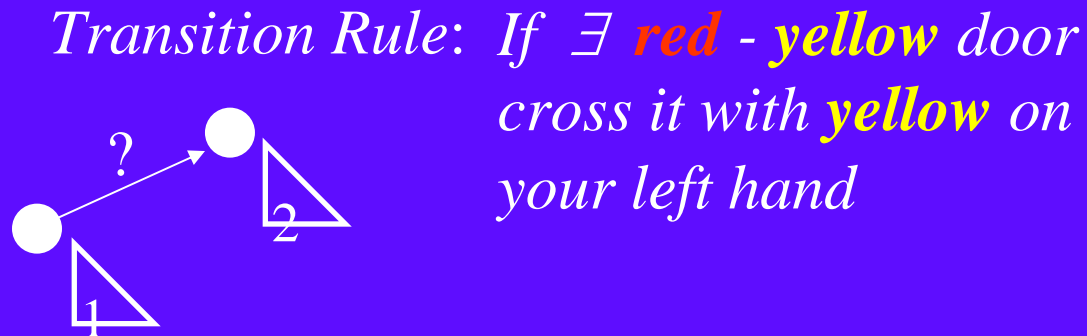 Transition Rule: If ∃ red - yellow door
cross it with yellow on
your left hand
?
2
1